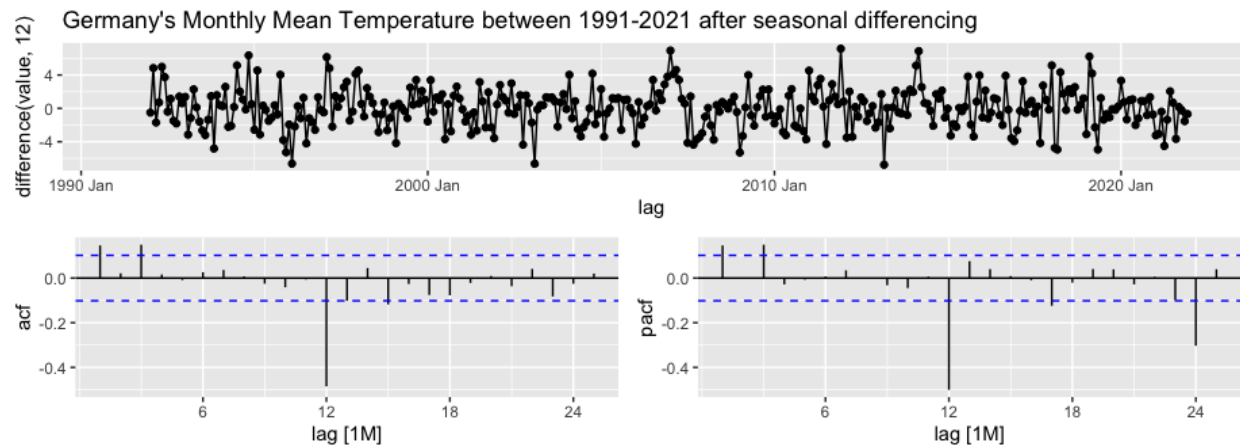 Germany's Monthly Mean Temperature between 1991-2021 after seasonal differencing
difference(value, 12)
4
0
-4
1990 Jan
2000 Jan
2010 Jan
2020 Jan
lag
acf
0.0
-0.2
-0.4
6
12
18
24
lag [1M]
pacf
0.0
-0.2
-0.4
6
12
18
24
lag [1M]